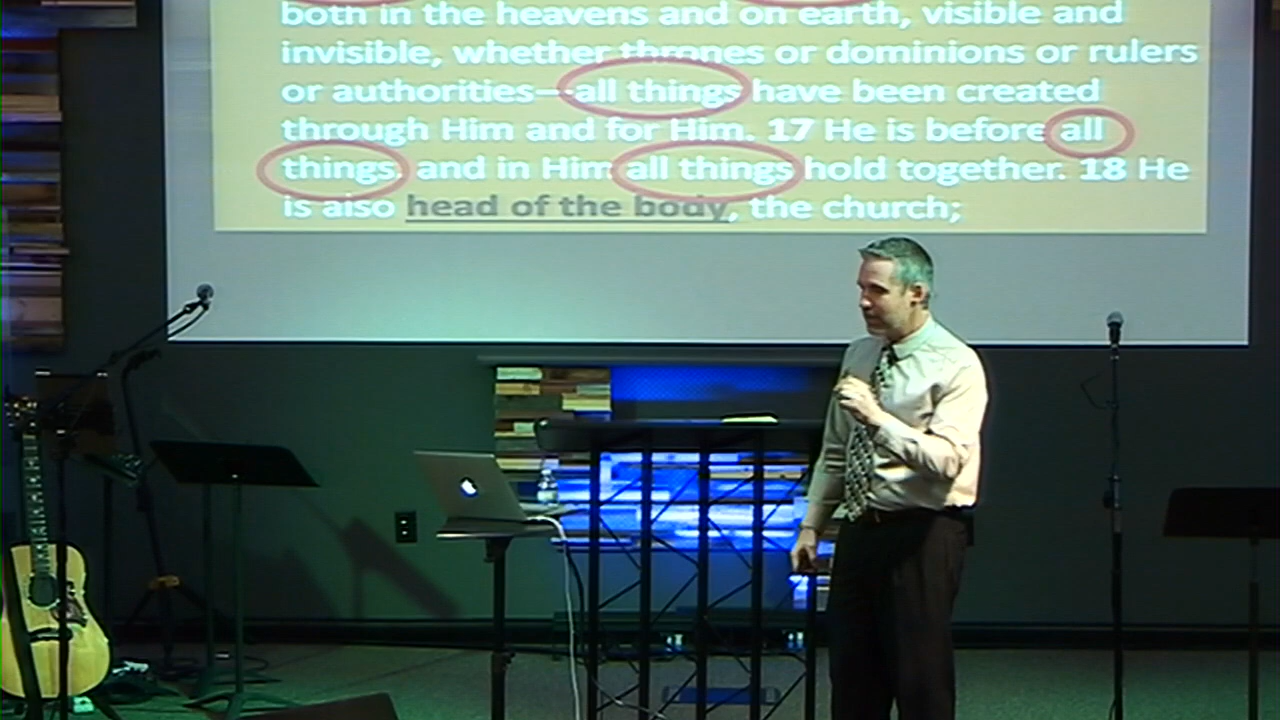 both in the heavens and on earth, visible and
invisible, whether thrones or dominions or rulers
or authorities—all things have been created
through Him and for Him. 17 He is before all
things, and in Him all things hold together. 18 He
is also head of the body, the church;